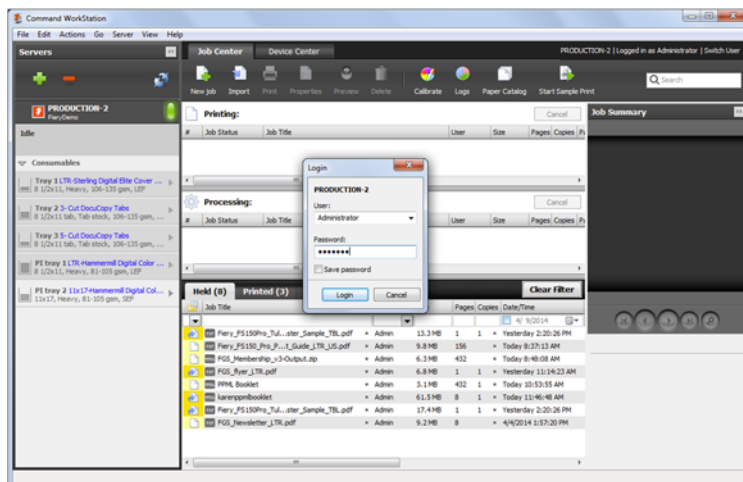 Command WorkStation
File Edit Actions Go Server View Help
Servers
Job Center Device Center
PRODUCTION-2 | Logged in as Administrator | Switch User
New job Import Print Properties Preview Delete Calibrate Logs Paper Catalog Start Sample Print
Search
PRODUCTION-2
FieryDemo
Idle
Consumables
Tray 1 LTR-Sterling Digital Elite Cover ...
8 1/2x11, Heavy, 106-135 gsm, LEF
Tray 2 3- Cut DocuCopy Tabs
8 1/2x11 tab, Tab stock, 106-135 gsm, ...
Tray 3 5- Cut DocuCopy Tabs
8 1/2x11 tab, Tab stock, 106-135 gsm, ...
PI tray 1 LTR-Hammermill Digital Color ...
8 1/2x11, Heavy, 81-105 gsm, LEF
PI tray 2 11x17-Hammermill Digital Col...
11x17, Heavy, 81-105 gsm, SEF
Printing:
Cancel
# Job Status Job Title User Size Pages Copies
Processing:
Cancel
# Job Status Job Title User Size Pages Copies
Login
PRODUCTION-2
User:
Administrator
Password:
Save password
Login Cancel
Job Summary
Held (8) Printed (3)
Clear Filter
Job Title Pages Copies Date/Time
4/ 9/2014
Fiery_FS150Pro_Tul...ster_Sample_TBL.pdf Admin 13.3 MB 1 1 Yesterday 2:20:26 PM
Fiery_FS150_Pro_P...t_Guide_LTR_US.pdf Admin 9.8 MB 156 Today 8:37:13 AM
FGS_Membership_v3-Output.zip Admin 6.3 MB 432 Today 8:48:08 AM
FGS_flyer_LTR.pdf Admin 6.8 MB 1 1 Yesterday 11:14:23 AM
PPML Booklet Admin 3.1 MB 432 1 Today 10:53:55 AM
karenppmlbooklet Admin 61.5 MB 8 1 Today 11:46:48 AM
Fiery_FS150Pro_Tul...ster_Sample_TBL.pdf Admin 17.4 MB 1 1 Yesterday 2:20:26 PM
FGS_Newsletter_LTR.pdf Admin 9.2 MB 8 4/4/2014 1:57:20 PM